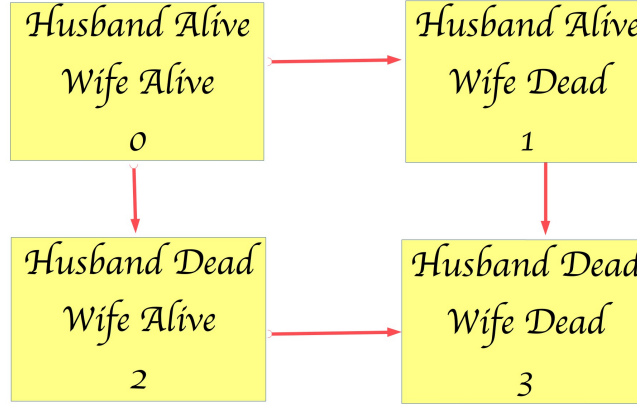 Husband Alive
Wife Alive
0
Husband Alive
Wife Dead
1
Husband Dead
Wife Alive
2
Husband Dead
Wife Dead
3